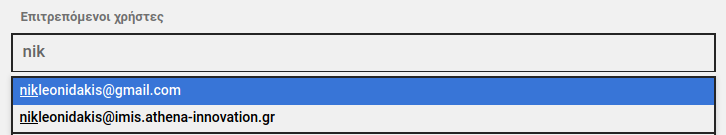 Επιτρεπόμενοι χρήστες
nik
nikleonidakis@gmail.com
nikleonidakis@imis.athena-innovation.gr